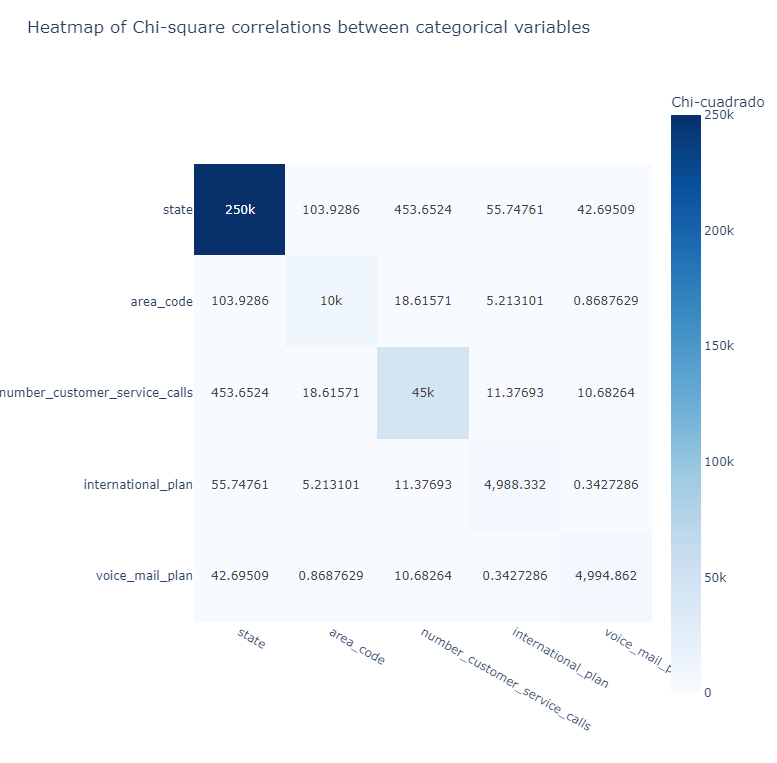 Heatmap of Chi-square correlations between categorical variables
Chi-cuadrado
250k
200k
150k
100k
50k
0
state 250k 103.9286 453.6524 55.74761 42.69509
area_code 103.9286 10k 18.61571 5.213101 0.8687629
number_customer_service_calls 453.6524 18.61571 45k 11.37693 10.68264
international_plan 55.74761 5.213101 11.37693 4,988.332 0.3427286
voice_mail_plan 42.69509 0.8687629 10.68264 0.3427286 4,994.862
state
area_code
number_customer_service_calls
international_plan
voice_mail_p